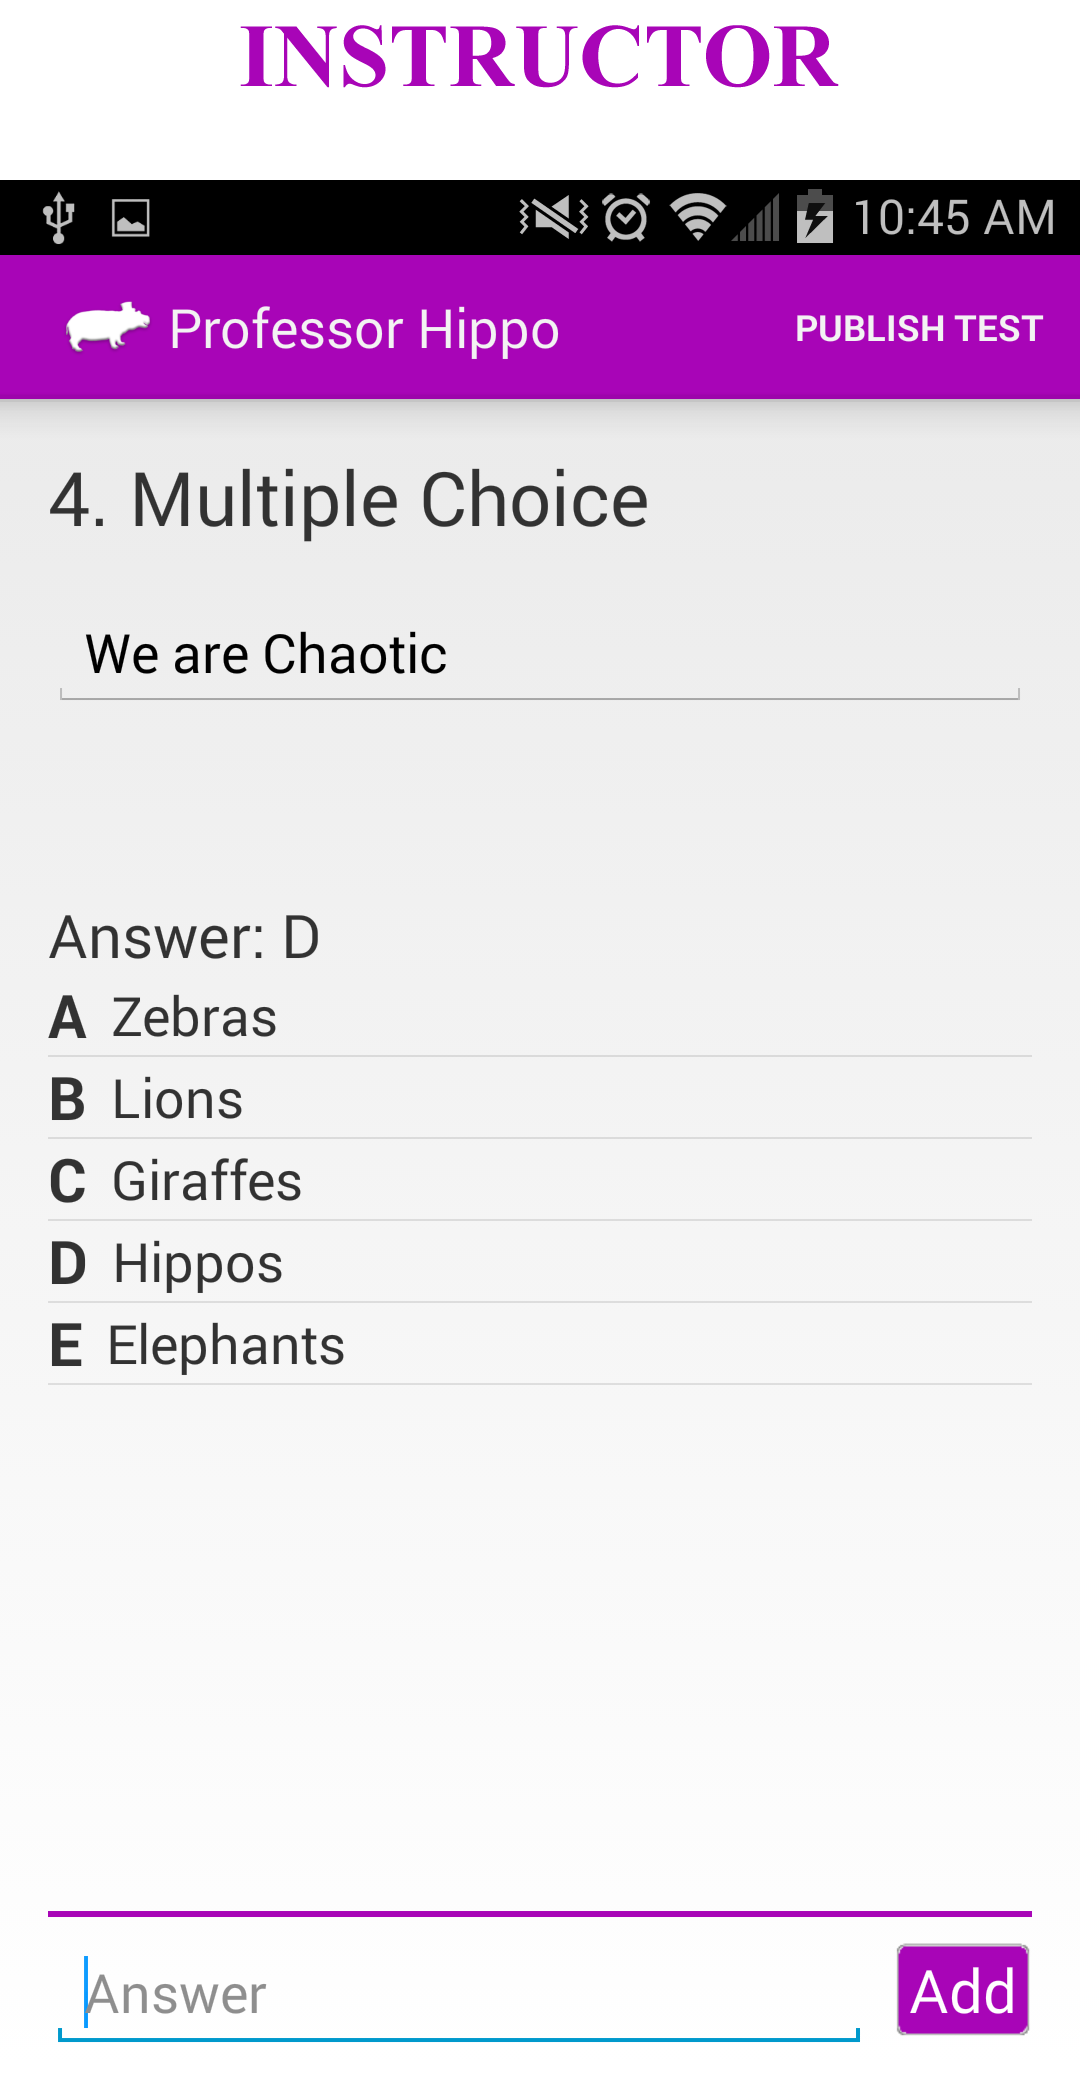 INSTRUCTOR
10:45 AM
Professor Hippo PUBLISH TEST
4. Multiple Choice
We are Chaotic
Answer: D
A Zebras
B Lions
C Giraffes
D Hippos
E Elephants
Answer Add